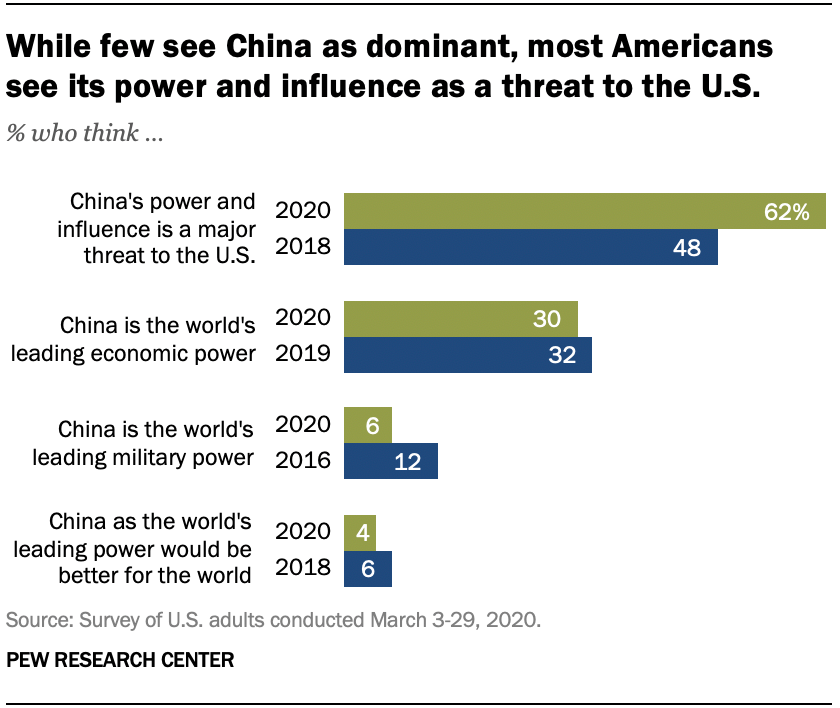 While few see China as dominant, most Americans
see its power and influence as a threat to the U.S.
% who think ...
China's power and
influence is a major
threat to the U.S.
2020
62%
2018
48
China is the world's
leading economic power
2020
30
2019
32
China is the world's
leading military power
2020
6
2016
12
China as the world's
leading power would be
better for the world
2020
4
2018
6
Source: Survey of U.S. adults conducted March 3-29, 2020.
PEW RESEARCH CENTER